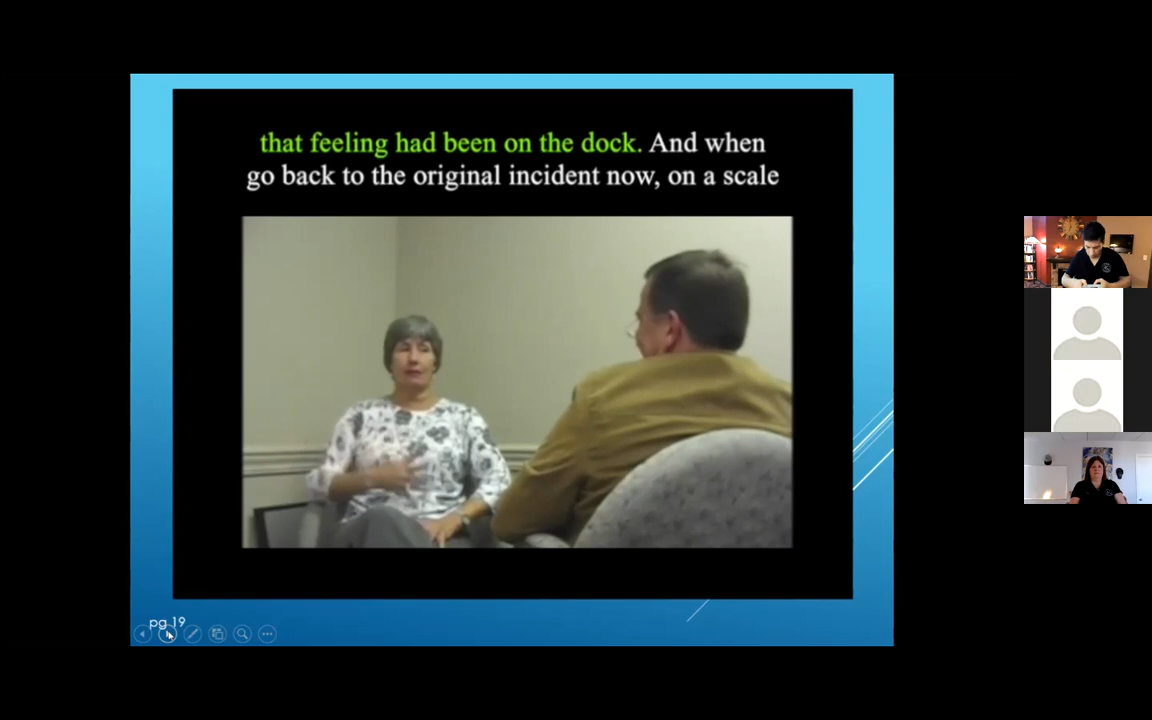 that feeling had been on the dock. And when
go back to the original incident now, on a scale
pg 19